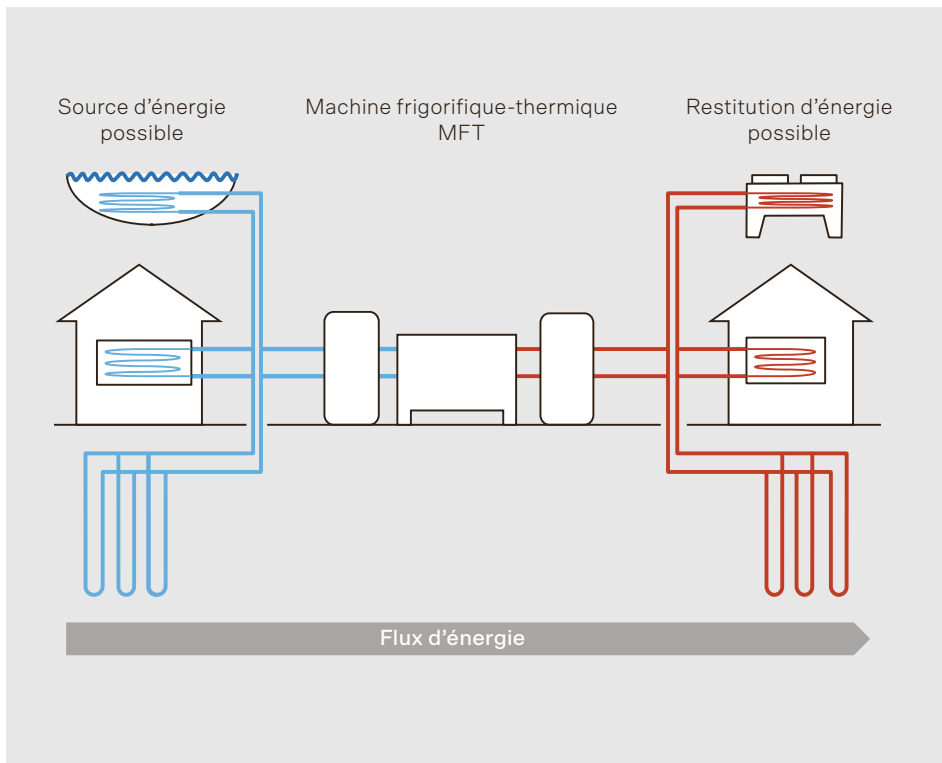 Source d’énergie
possible
Machine frigorifique-thermique
MFT
Restitution d’énergie
possible
Flux d’énergie